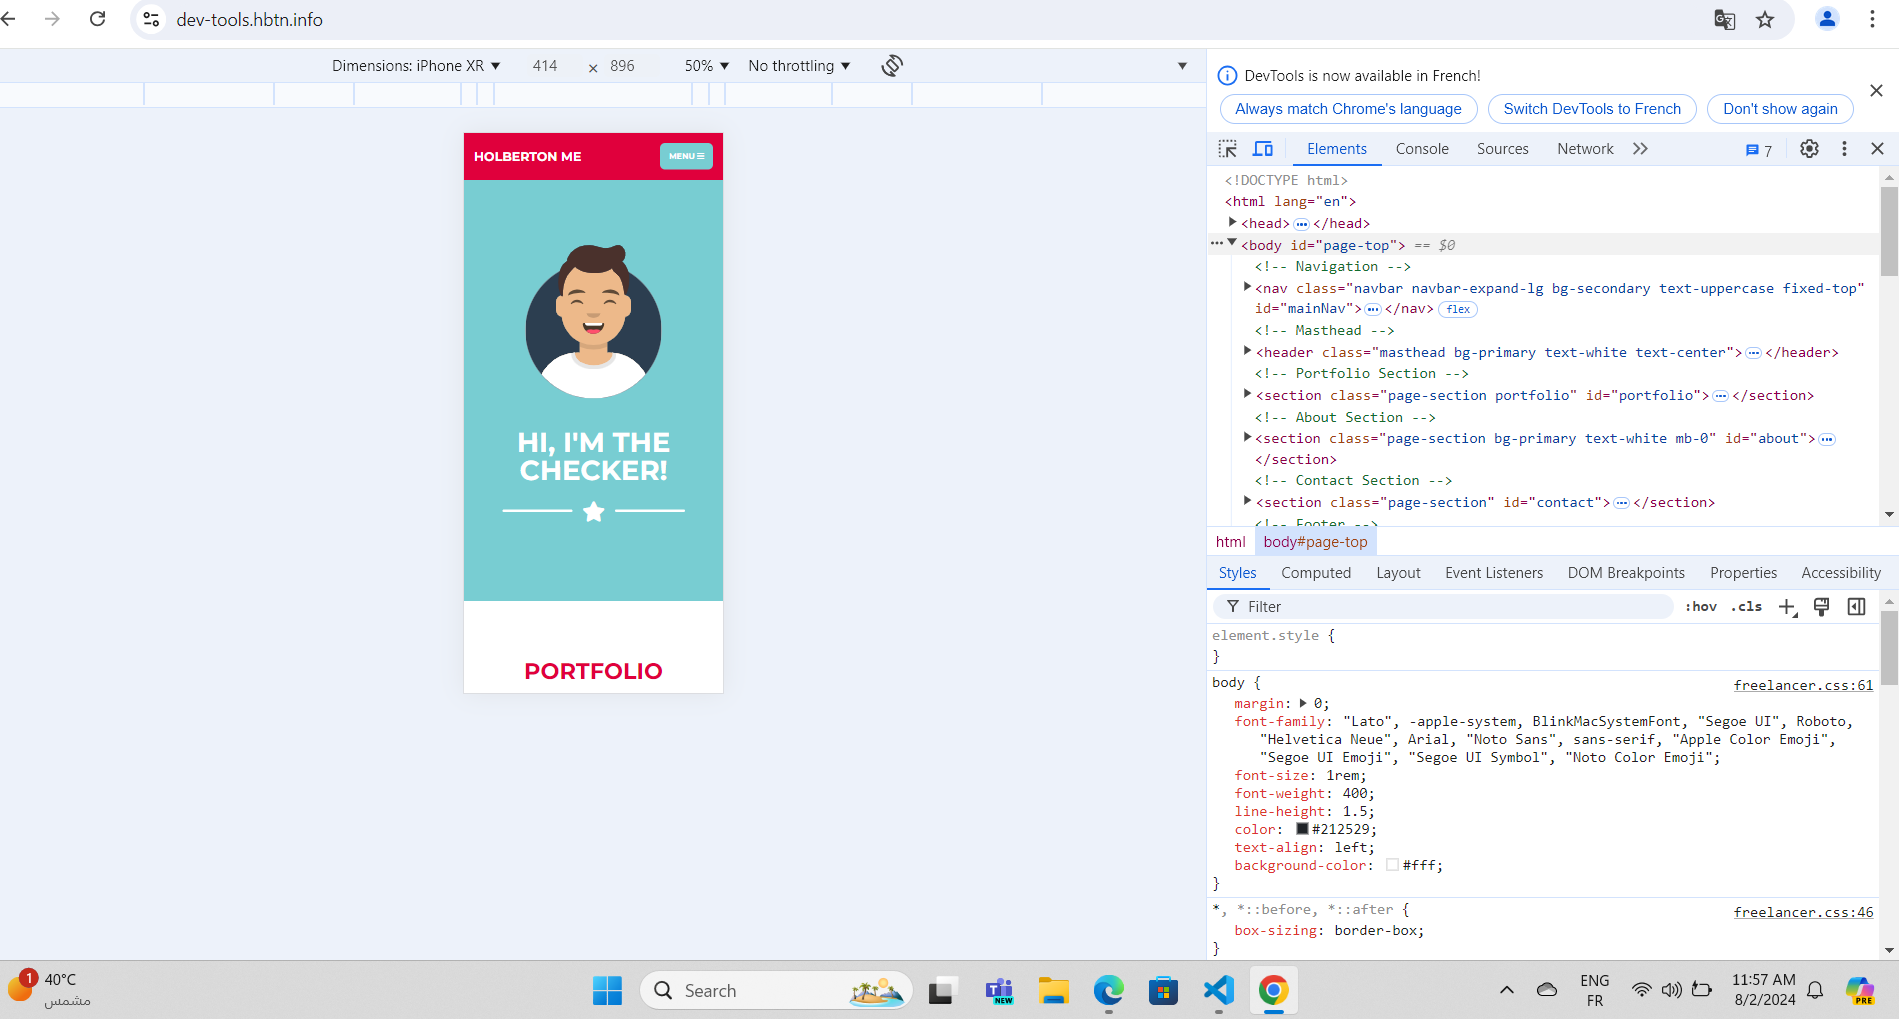 dev-tools.hbtn.info
Dimensions: iPhone XR ▼ 414 × 896 50% ▼ No throttling ▼
HOLBERTON ME
MENU
HI, I'M THE
CHECKER!
PORTFOLIO
DevTools is now available in French!
Always match Chrome's language Switch DevTools to French Don't show again
Elements Console Sources Network 7
<!DOCTYPE html>
<html lang="en">
<head> ••• </head>
••• <body id="page-top"> == $0
<!-- Navigation -->
<nav class="navbar navbar-expand-lg bg-secondary text-uppercase fixed-top"
id="mainNav"> ••• </nav> flex
<!-- Masthead -->
<header class="masthead bg-primary text-white text-center"> ••• </header>
<!-- Portfolio Section -->
<section class="page-section portfolio" id="portfolio"> ••• </section>
<!-- About Section -->
<section class="page-section bg-primary text-white mb-0" id="about"> •••
</section>
<!-- Contact Section -->
<section class="page-section" id="contact"> ••• </section>
<!-- Footer -->
html body#page-top
Styles Computed Layout Event Listeners DOM Breakpoints Properties Accessibility
Filter :hov .cls
element.style {
}
body { freelancer.css:61
margin: 0;
font-family: "Lato", -apple-system, BlinkMacSystemFont, "Segoe UI", Roboto,
"Helvetica Neue", Arial, "Noto Sans", sans-serif, "Apple Color Emoji",
"Segoe UI Emoji", "Segoe UI Symbol", "Noto Color Emoji";
font-size: 1rem;
font-weight: 400;
line-height: 1.5;
color: #212529;
text-align: left;
background-color: #fff;
}
*, *::before, *::after { freelancer.css:46
box-sizing: border-box;
}
1
40°C
مشمس
Search
NEW
ENG
FR
11:57 AM
8/2/2024
PRE